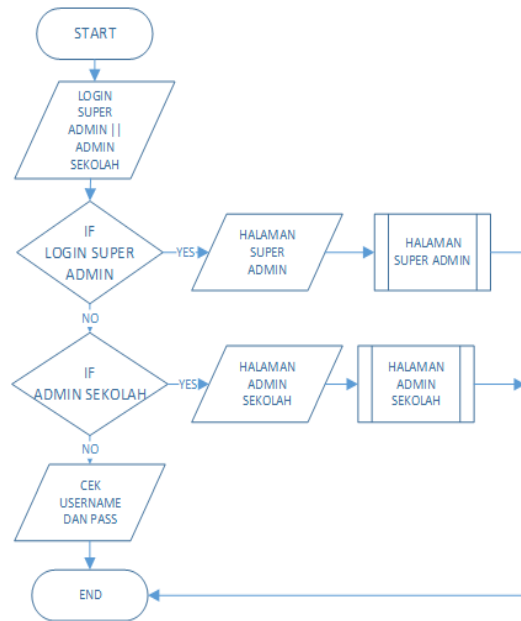 START
LOGIN
SUPER
ADMIN ||
ADMIN
SEKOLAH
IF
LOGIN SUPER
ADMIN
YES
HALAMAN
SUPER
ADMIN
HALAMAN
SUPER ADMIN
NO
IF
ADMIN SEKOLAH
YES
HALAMAN
ADMIN
SEKOLAH
HALAMAN
ADMIN
SEKOLAH
NO
CEK
USERNAME
DAN PASS
END